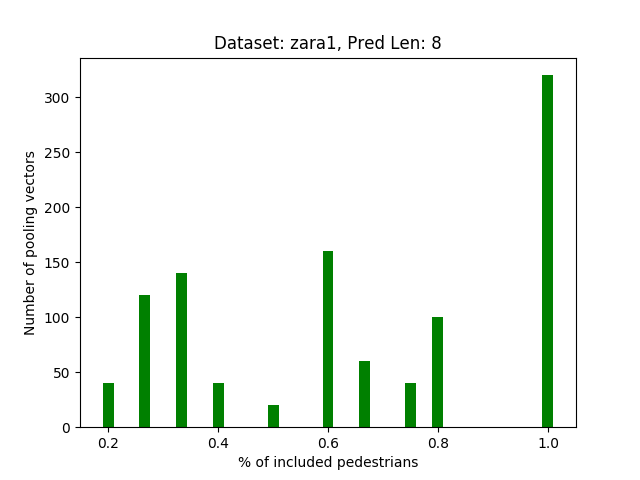 Dataset: zara1, Pred Len: 8
Number of pooling vectors
300
250
200
150
100
50
0
0.2 0.4 0.6 0.8 1.0
% of included pedestrians